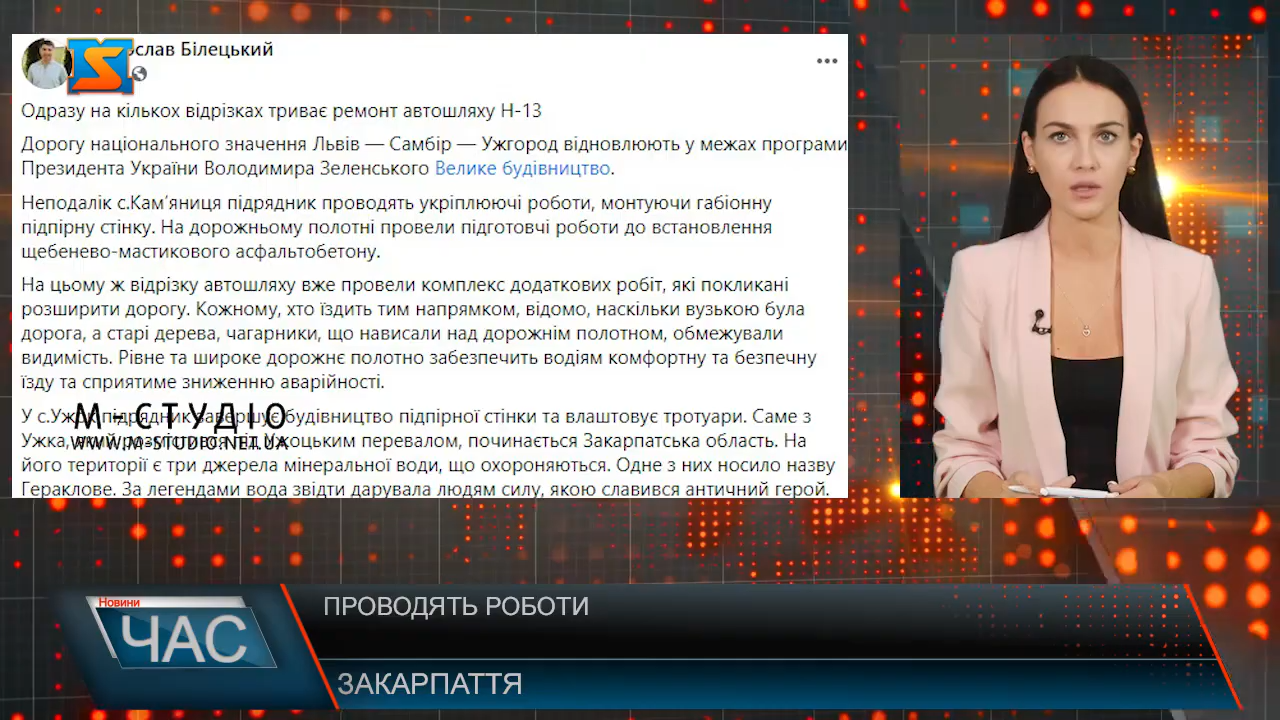 ослав Білецький
Одразу на кількох відрізках триває ремонт автошляху Н-13
Дорогу національного значення Львів — Самбір — Ужгород відновлюють у межах програми
Президента України Володимира Зеленського Велике будівництво.
Неподалік с.Кам’яниця підрядник проводять укріплюючі роботи, монтуючи габіонну
підпірну стінку. На дорожньому полотні провели підготовчі роботи до встановлення
щебенево-мастикового асфальтобетону.
На цьому ж відрізку автошляху вже провели комплекс додаткових робіт, які покликані
розширити дорогу. Кожному, хто їздить тим напрямком, відомо, наскільки вузькою була
дорога, а старі дерева, чагарники, що нависали над дорожнім полотном, обмежували
видимість. Рівне та широке дорожнє полотно забезпечить водіям комфортну та безпечну
їзду та сприятиме зниженню аварійності.
У с.Ужок підрядник завершує будівництво підпірної стінки та влаштовує тротуари. Саме з
Ужка, під Ужоцьким перевалом, починається Закарпатська область. На
його території є три джерела мінеральної води, що охороняються. Одне з них носило назву
Гераклове. За легендами вода звідти дарувала людям силу, якою славився античний герой.
М-СТУДІО
WWW.M-STUDIO.NET.UA
Новини
ЧАС
ПРОВОДЯТЬ РОБОТИ
ЗАКАРПАТТЯ